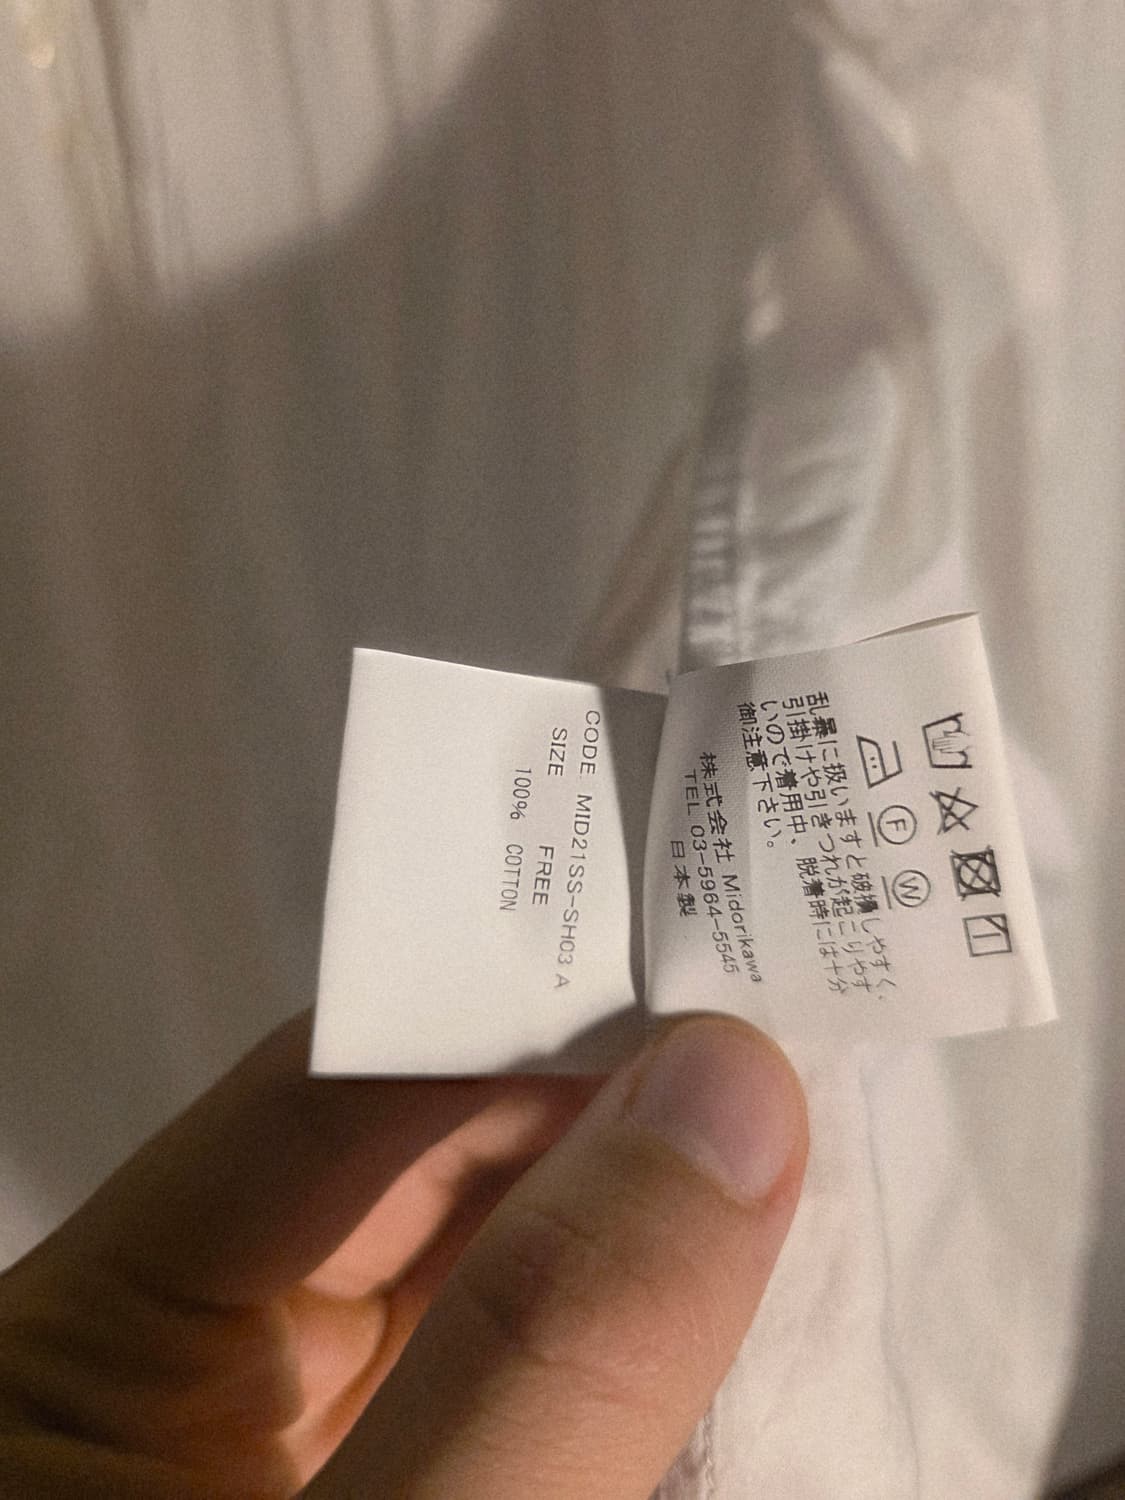 CODE MID21SS-SH03 A
SIZE FREE
100% COTTON
F W
乱暴に扱いますと破損しやすく、
引掛けや引きつれが起こりやす
いので着用中、脱着時には十分
御注意下さい。
株式会社 Midorikawa
TEL 03-5964-5545
日本製